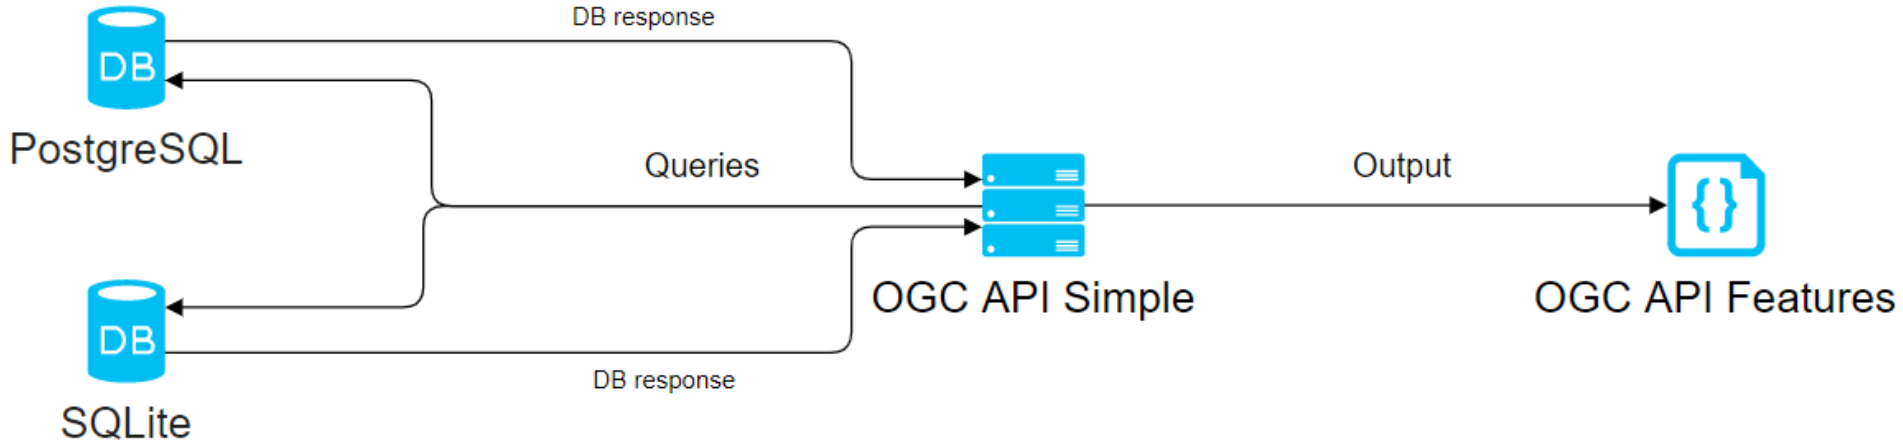 DB response
DB
PostgreSQL
Queries
Output
{}
OGC API Simple
OGC API Features
DB
DB response
SQLite